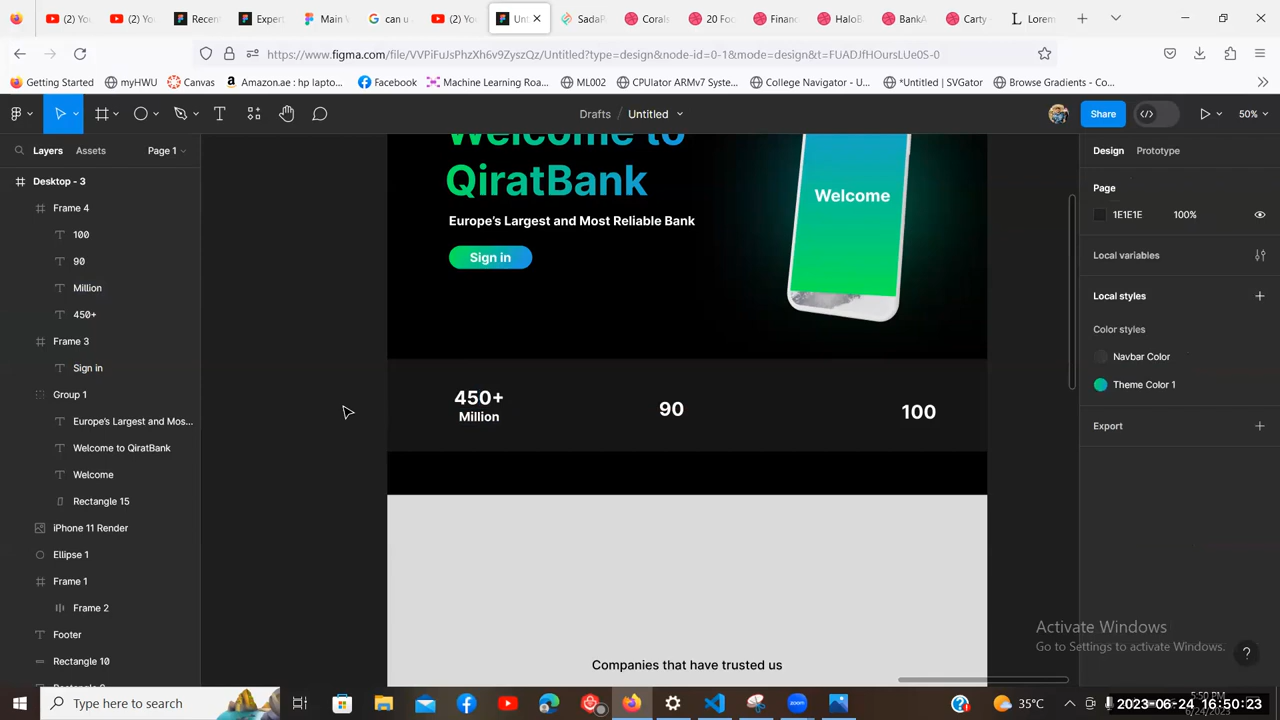 (2) Yo
(2) Yo
Recen
Expert
Main
can u
(2) Yo
Unt
SadaP
Corals
20 Foo
Financ
HaloB
BankA
Carty
Lorem
https://www.figma.com/file/VVPiFuJsPhzXh6v9ZyszQz/Untitled?type=design&node-id=0-1&mode=design&t=FUADJfHOursLUe0S-0
Getting Started
myHWU
Canvas
Amazon.ae : hp laptop...
Facebook
Machine Learning Roa...
ML002
CPUlator ARMv7 Syste...
College Navigator - U...
*Untitled | SVGator
Browse Gradients - Co...
Drafts / Untitled
Share
50%
Layers
Assets
Page 1
Desktop - 3
Frame 4
100
90
Million
450+
Frame 3
Sign in
Group 1
Europe's Largest and Mos...
Welcome to QiratBank
Welcome
Rectangle 15
iPhone 11 Render
Ellipse 1
Frame 1
Frame 2
Footer
Rectangle 10
Welcome to
QiratBank
Europe's Largest and Most Reliable Bank
Sign in
Welcome
450+
Million
90
100
Companies that have trusted us
Design
Prototype
Page
1E1E1E
100%
Local variables
Local styles
Color styles
Navbar Color
Theme Color 1
Export
Activate Windows
Go to Settings to activate Windows.
Type here to search
35°C
2023-06-24 16:50:23